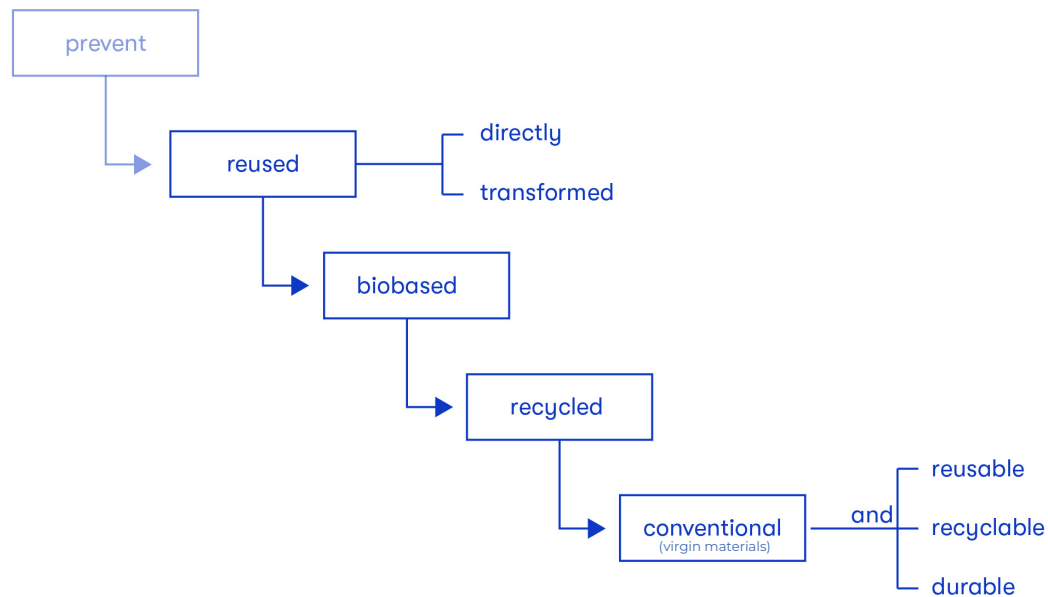 prevent
reused
directly
transformed
biobased
recycled
conventional
(virgin materials)
and
reusable
recyclable
durable